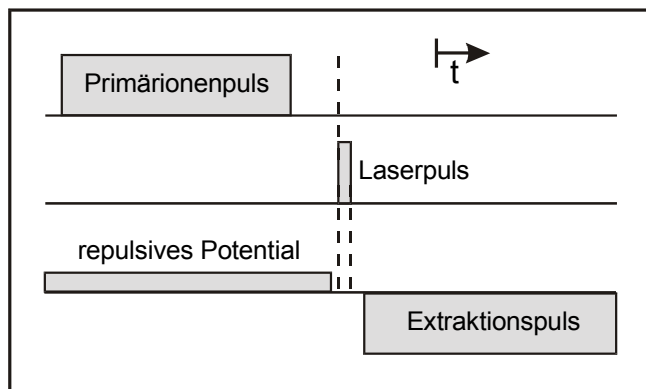 Primärionenpuls
t
Laserpuls
repulsives Potential
Extraktionspuls